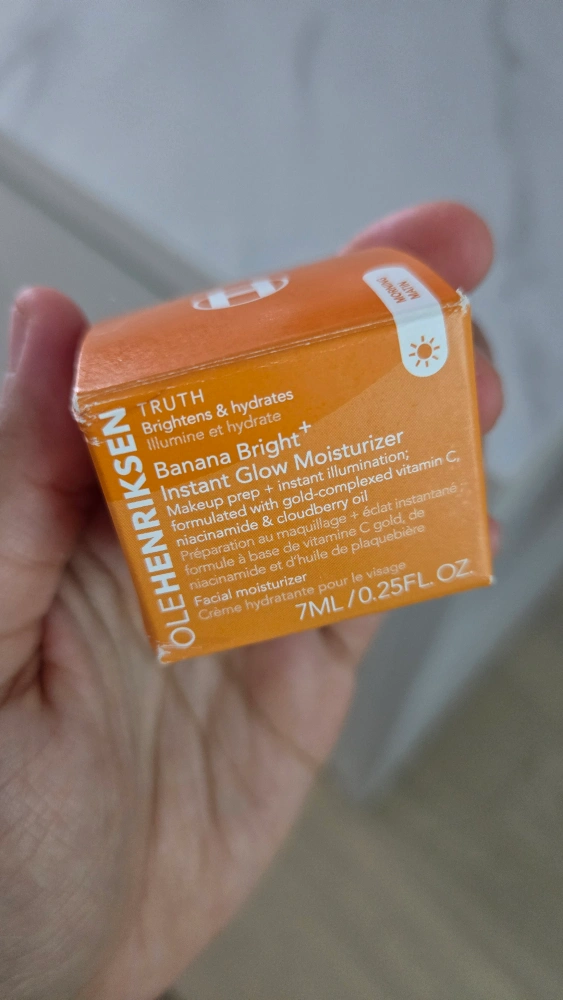 MORNING
MATIN
OLEHENRIKSEN
TRUTH
Brightens & hydrates
Illumine et hydrate
Banana Bright+
Instant Glow Moisturizer
Makeup prep + instant illumination;
formulated with gold-complexed vitamin C,
niacinamide & cloudberry oil
Préparation au maquillage + éclat instantané ;
formule à base de vitamine C gold, de
niacinamide et d'huile de plaquebière
Facial moisturizer
Crème hydratante pour le visage
7ML/0.25FL OZ